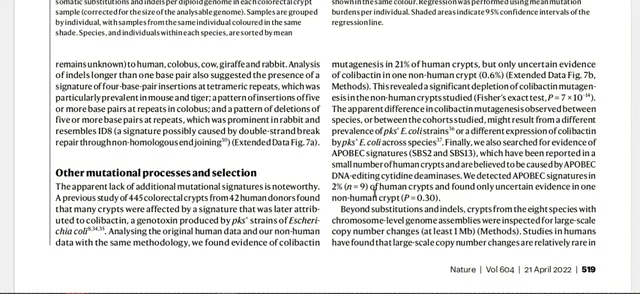 somatic substitutions and indels per diploid genome in each colorectal crypt
sample (corrected for the size of the analysable genome). Samples are grouped
by individual, with samples from the same individual coloured in the same
shade. Species, and individuals within each species, are sorted by mean
shown in the same colour. Regression was performed using mean mutation
burdens per individual. Shaded areas indicate 95% confidence intervals of the
regression line.
remains unknown) to human, colobus, cow, giraffe and rabbit. Analysis
of indels longer than one base pair also suggested the presence of a
signature of four-base-pair insertions at tetrameric repeats, which was
particularly prevalent in mouse and tiger; a pattern of insertions of five
or more base pairs at repeats in colobus; and a pattern of deletions of
five or more base pairs at repeats, which was prominent in rabbit and
resembles ID8 (a signature possibly caused by double-strand break
repair through non-homologous end joining30) (Extended Data Fig. 7a).
Other mutational processes and selection
The apparent lack of additional mutational signatures is noteworthy.
A previous study of 445 colorectal crypts from 42 human donors found
that many crypts were affected by a signature that was later attrib-
uted to colibactin, a genotoxin produced by pks+ strains of Escheri-
chia coli8,34,35. Analysing the original human data and our non-human
data with the same methodology, we found evidence of colibactin
mutagenesis in 21% of human crypts, but only uncertain evidence
of colibactin in one non-human crypt (0.6%) (Extended Data Fig. 7b,
Methods). This revealed a significant depletion of colibactin mutagen-
esis in the non-human crypts studied (Fisher's exact test, P = 7 × 10−14).
The apparent difference in colibactin mutagenesis observed between
species, or between the cohorts studied, might result from a different
prevalence of pks+ E. coli strains36 or a different expression of colibactin
by pks+ E. coli across species37. Finally, we also searched for evidence of
APOBEC signatures (SBS2 and SBS13), which have been reported in a
small number of human crypts and are believed to be caused by APOBEC
DNA-editing cytidine deaminases. We detected APOBEC signatures in
2% (n = 9) of human crypts and found only uncertain evidence in one
non-human crypt (P = 0.30).
Beyond substitutions and indels, crypts from the eight species with
chromosome-level genome assemblies were inspected for large-scale
copy number changes (at least 1 Mb) (Methods). Studies in humans
have found that large-scale copy number changes are relatively rare in
Nature | Vol 604 | 21 April 2022 | 519